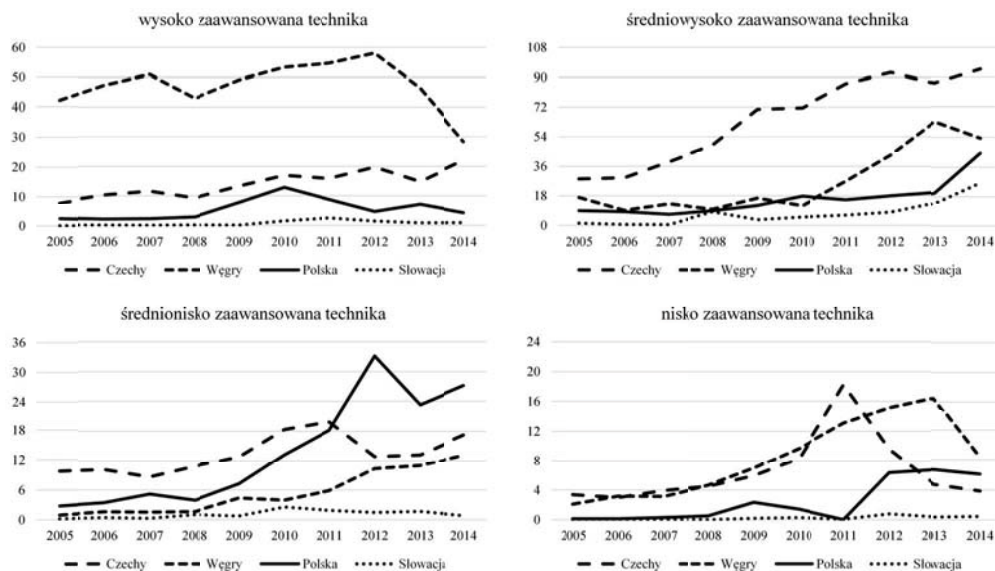 wysoko zaawansowana technika
60
50
40
30
20
10
0
2005 2006 2007 2008 2009 2010 2011 2012 2013 2014
Czechy Węgry Polska Słowacja
średniowysoko zaawansowana technika
108
90
72
54
36
18
0
2005 2006 2007 2008 2009 2010 2011 2012 2013 2014
Czechy Węgry Polska Słowacja
średnionisko zaawansowana technika
36
30
24
18
12
6
0
2005 2006 2007 2008 2009 2010 2011 2012 2013 2014
Czechy Węgry Polska Słowacja
nisko zaawansowana technika
24
20
16
12
8
4
0
2005 2006 2007 2008 2009 2010 2011 2012 2013 2014
Czechy Węgry Polska Słowacja